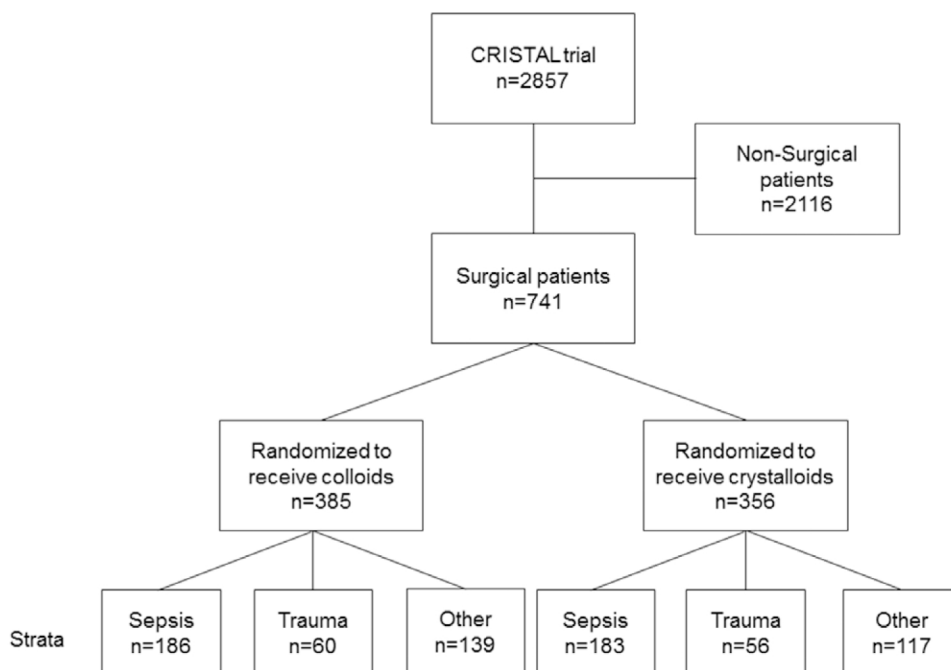 CRISTAL trial
n=2857
Non-Surgical
patients
n=2116
Surgical patients
n=741
Randomized to
receive colloids
n=385
Randomized to
receive crystalloids
n=356
Strata
Sepsis
n=186
Trauma
n=60
Other
n=139
Sepsis
n=183
Trauma
n=56
Other
n=117